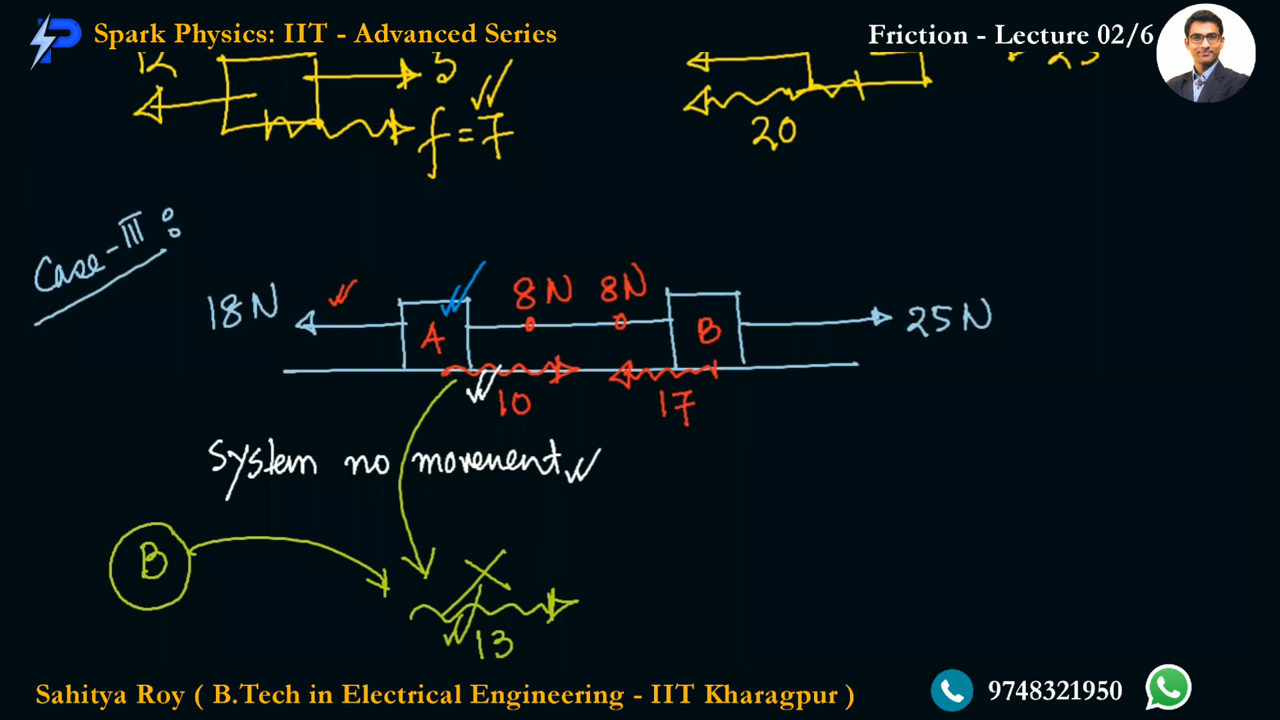 Spark Physics: IIT - Advanced Series
Friction - Lecture 02/6
12
5
f = 7
20
Case-III :
18N
A
8N
8N
B
25N
10
17
System no movement
B
13
Sahitya Roy ( B.Tech in Electrical Engineering - IIT Kharagpur )
9748321950